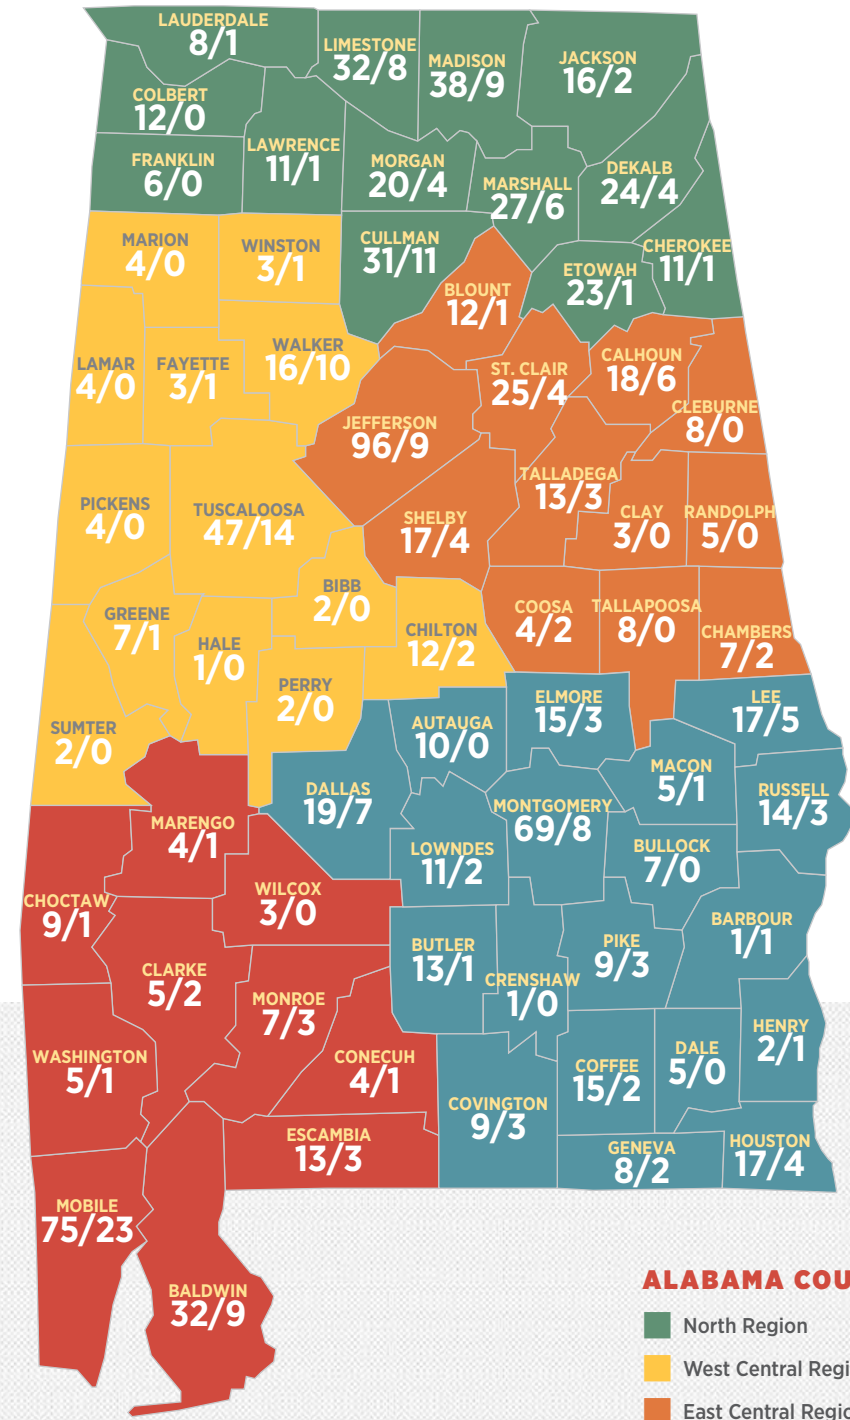 LAUDERDALE
8/1
LIMESTONE
32/8
MADISON
38/9
JACKSON
16/2
COLBERT
12/0
LAWRENCE
11/1
FRANKLIN
6/0
MORGAN
20/4
MARSHALL
27/6
DEKALB
24/4
MARION
4/0
WINSTON
3/1
CULLMAN
31/11
CHEROKEE
11/1
ETOWAH
23/1
BLOUNT
12/1
LAMAR
4/0
FAYETTE
3/1
WALKER
16/10
ST. CLAIR
25/4
CALHOUN
18/6
CLEBURNE
8/0
JEFFERSON
96/9
TALLADEGA
13/3
PICKENS
4/0
TUSCALOOSA
47/14
SHELBY
17/4
CLAY
3/0
RANDOLPH
5/0
BIBB
2/0
GREENE
7/1
HALE
1/0
CHILTON
12/2
COOSA
4/2
TALLAPOOSA
8/0
CHAMBERS
7/2
PERRY
2/0
SUMTER
2/0
AUTAUGA
10/0
ELMORE
15/3
LEE
17/5
MACON
5/1
DALLAS
19/7
RUSSELL
14/3
MONTGOMERY
69/8
MARENGO
4/1
LOWNDES
11/2
BULLOCK
7/0
CHOCTAW
9/1
WILCOX
3/0
BARBOUR
1/1
BUTLER
13/1
PIKE
9/3
CLARKE
5/2
CRENSHAW
1/0
MONROE
7/3
HENRY
2/1
WASHINGTON
5/1
CONECUH
4/1
COFFEE
15/2
DALE
5/0
COVINGTON
9/3
ESCAMBIA
13/3
GENEVA
8/2
HOUSTON
17/4
MOBILE
75/23
BALDWIN
32/9
ALABAMA COU
North Region
West Central Regi
East Central Regio